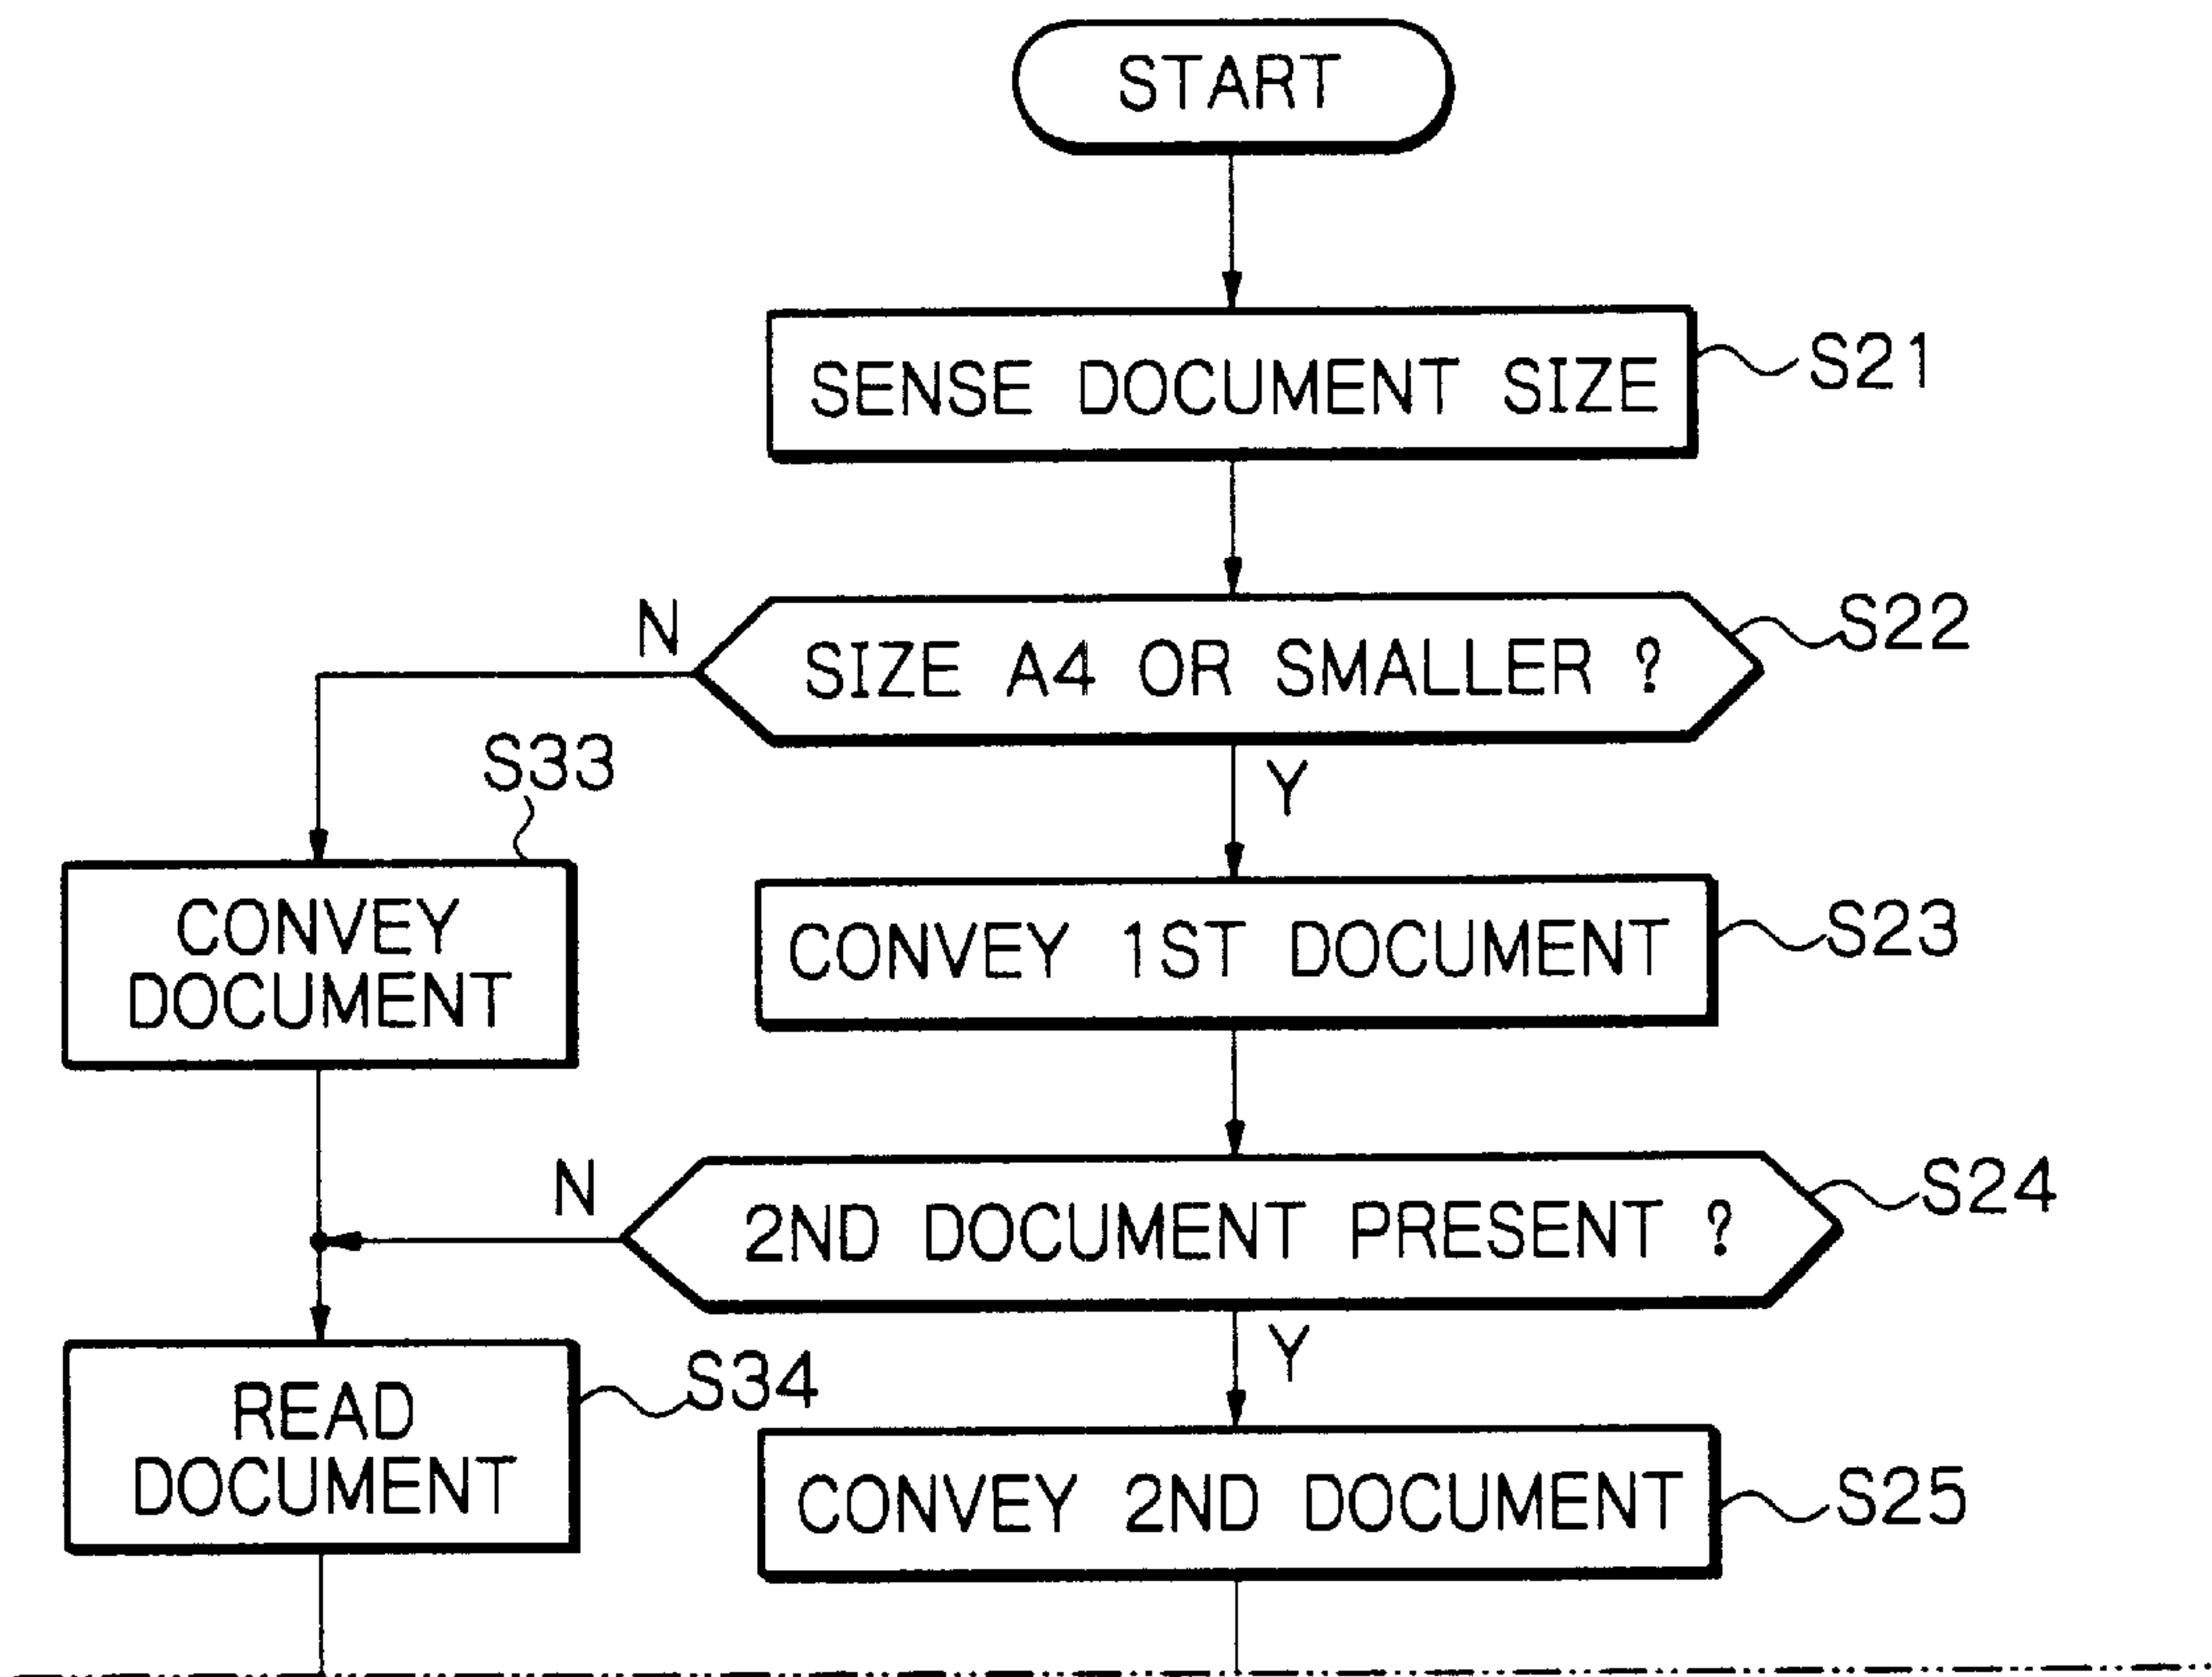 START
SENSE DOCUMENT SIZE
S21
N
SIZE A4 OR SMALLER ?
S22
S33
Y
CONVEY
DOCUMENT
CONVEY 1ST DOCUMENT
S23
N
2ND DOCUMENT PRESENT ?
S24
Y
READ
DOCUMENT
S34
CONVEY 2ND DOCUMENT
S25